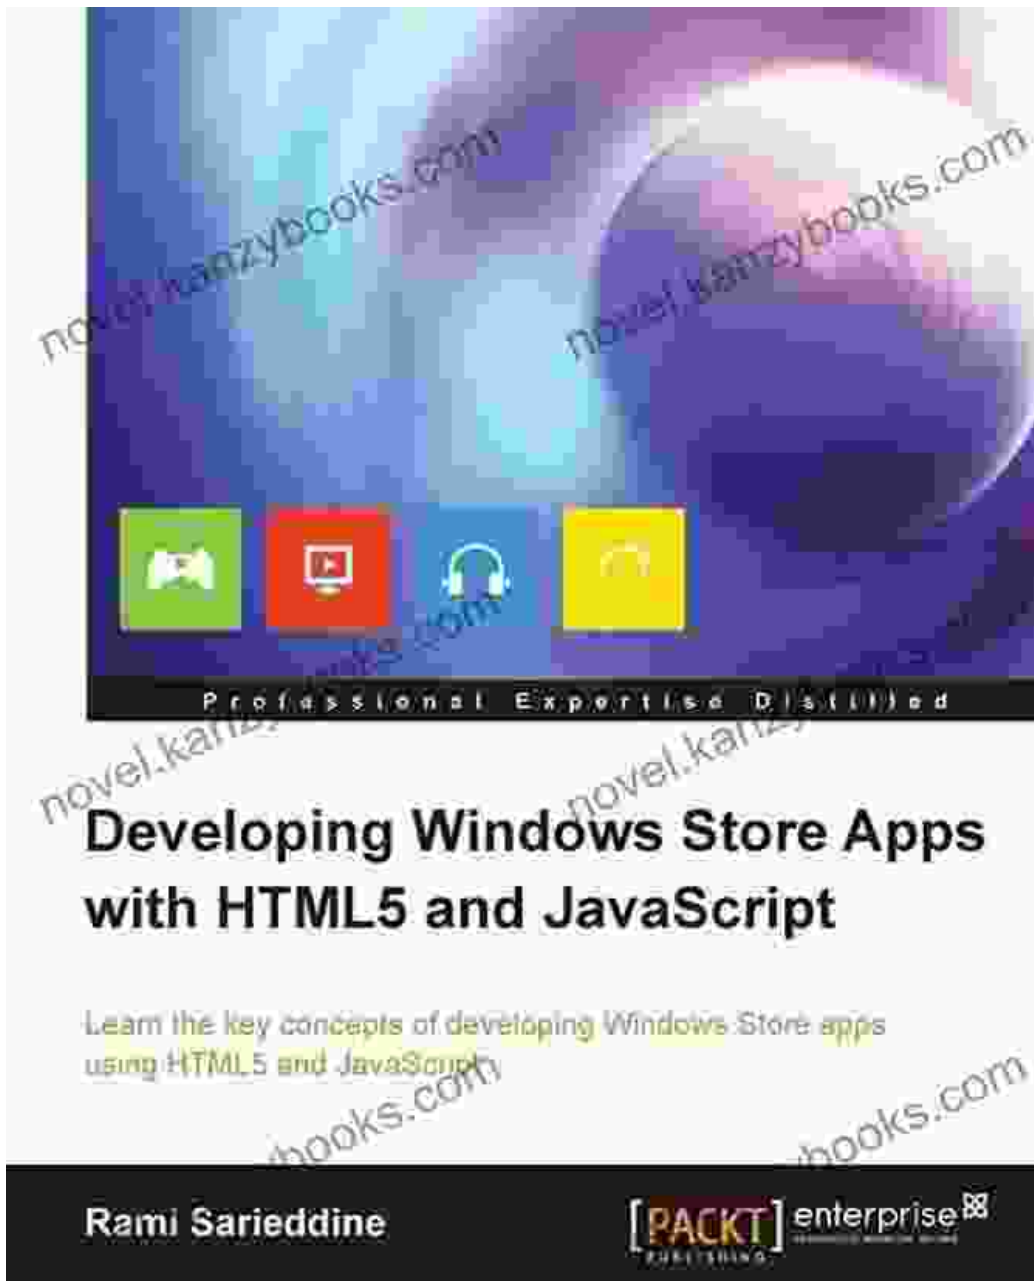 novel.kanzybooks.com
novel.kanzybooks.com
Professional Expertise Distilled
novel.kanzybooks.com
novel.kanzy
Developing Windows Store Apps
with HTML5 and JavaScript
Learn the key concepts of developing Windows Store apps
using HTML5 and JavaScript
books.com
books.com
Rami Sarieddine
[PACKT] enterprise
PUBLISHING